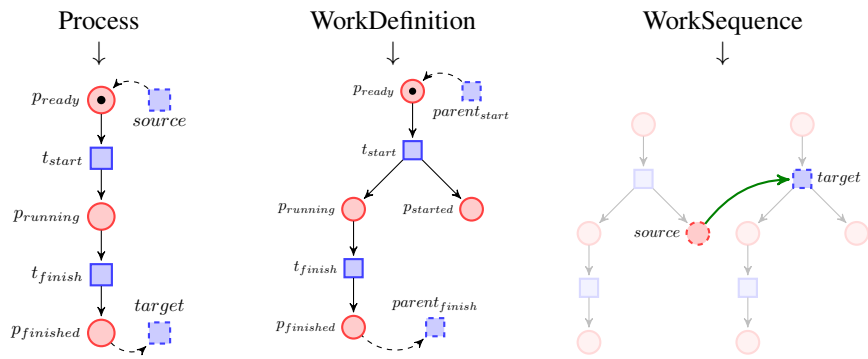 Process
WorkDefinition
WorkSequence
p_ready
source
t_start
p_running
t_finish
target
p_finished
p_ready
parent_start
t_start
p_running
p_started
t_finish
parent_finish
p_finished
target
source